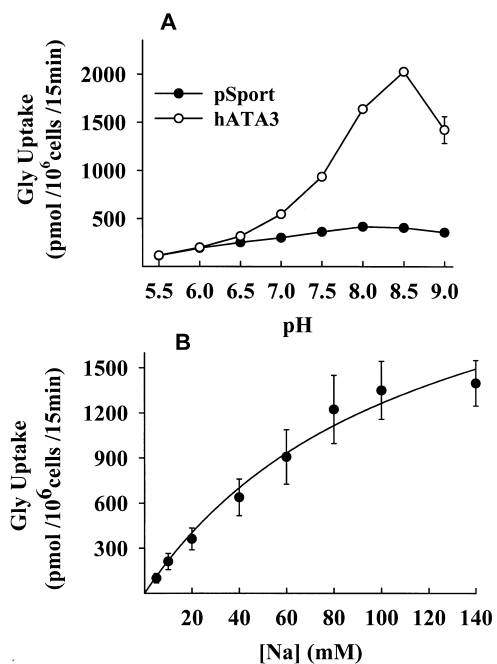 A
Gly Uptake
(pmol /10⁶cells /15min)
2000
1500
1000
500
pSport
hATA3
5.5 6.0 6.5 7.0 7.5 8.0 8.5 9.0
pH
B
Gly Uptake
(pmol /10⁶cells /15min)
1500
1200
900
600
300
20 40 60 80 100 120 140
[Na] (mM)